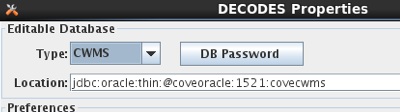 DECODES Properties
Editable Database
Type: CWMS DB Password
Location: jdbc:oracle:thin:@coveoracle:1521:covecwms
Preferences